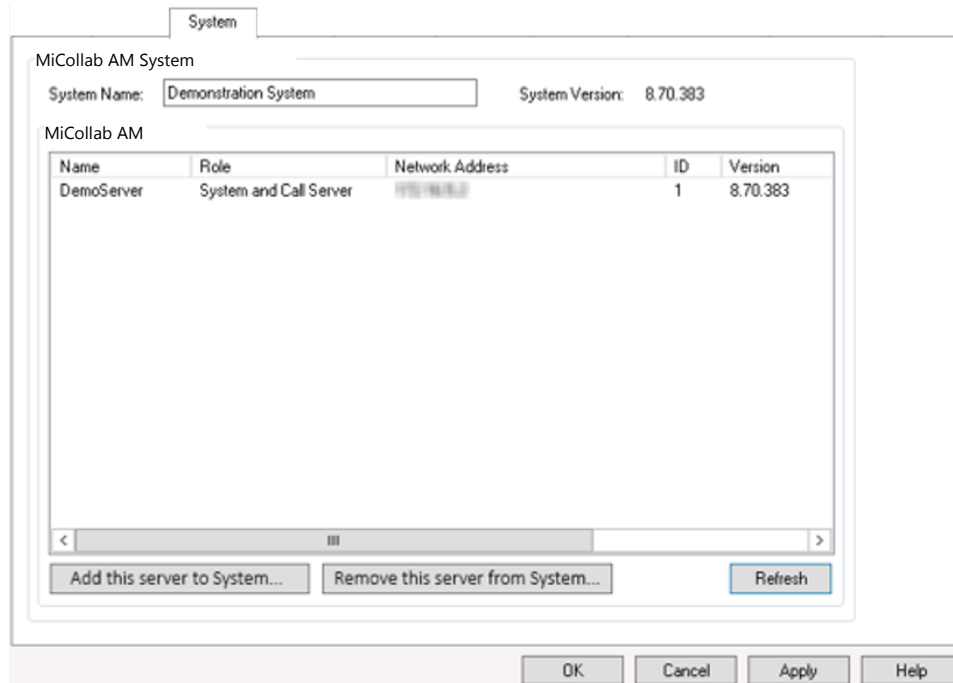 System
MiCollab AM System
System Name: Demonstration System System Version: 8.70.383
MiCollab AM
Name Role Network Address ID Version
DemoServer System and Call Server 1 8.70.383
Add this server to System... Remove this server from System... Refresh
OK Cancel Apply Help